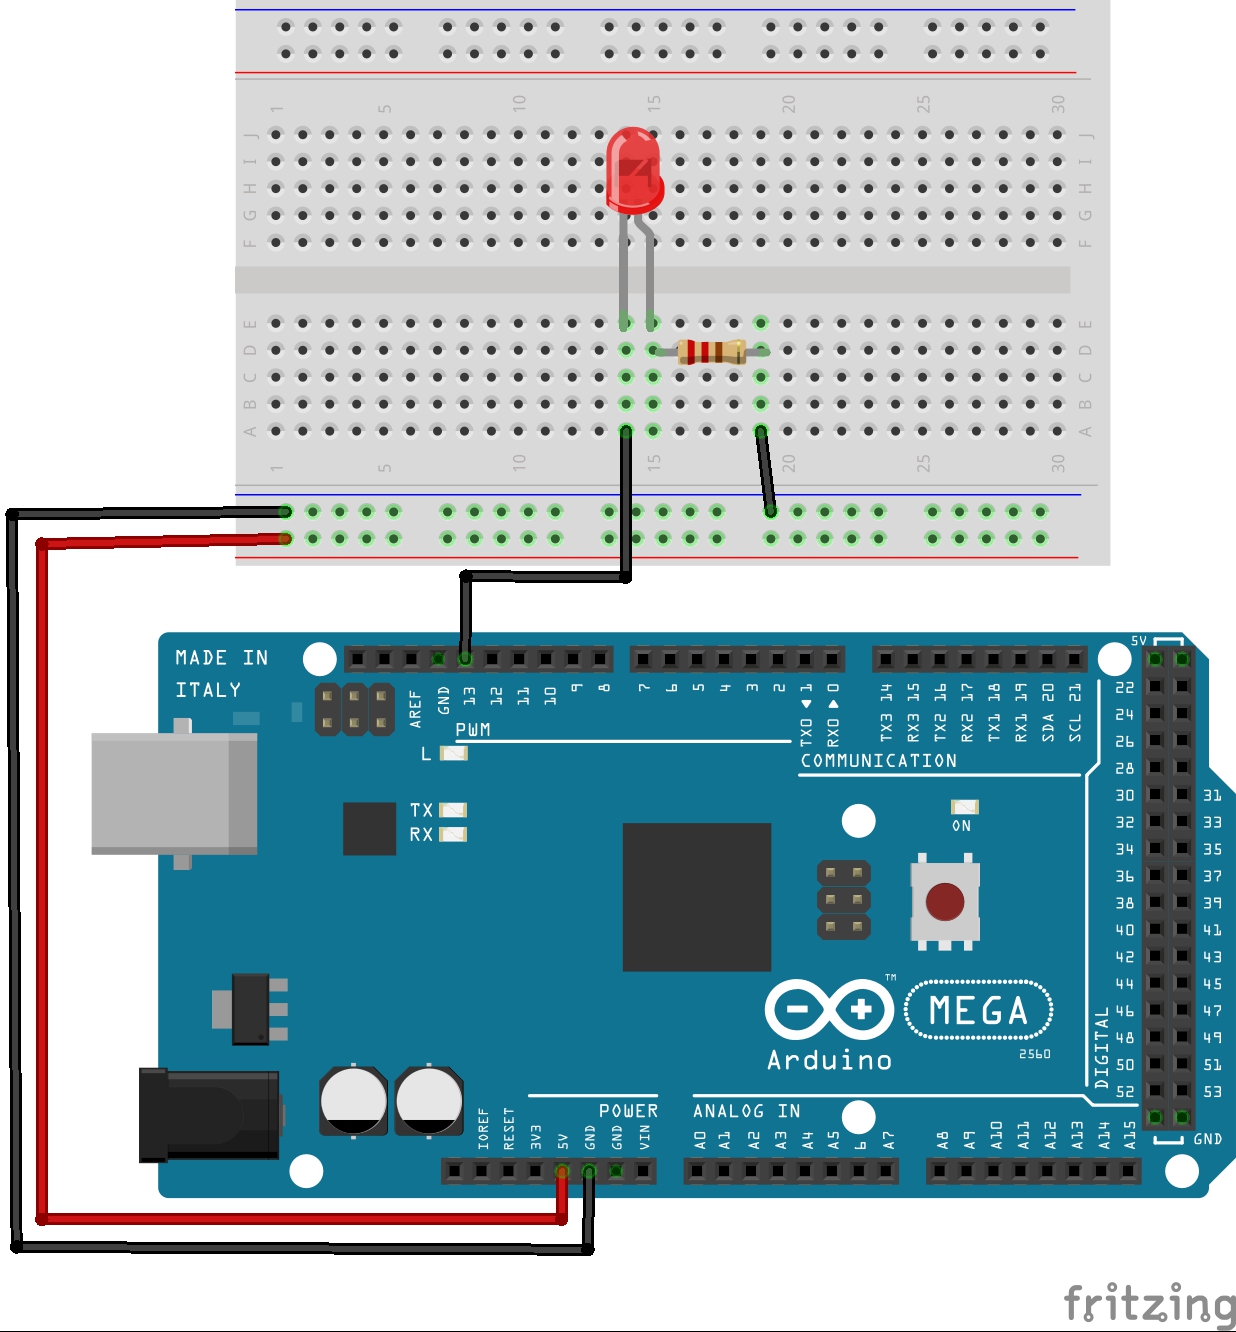 1 5 10 15 20 25 30
J J
I I
H H
G G
F F
E E
D D
C C
B B
A A
1 5 10 15 20 25 30
MADE IN
ITALY
AREF GND 13 12 11 10 9 8 7 6 5 4 3 2 TX0 1 RX0 0 TX3 14 RX3 15 TX2 16 RX2 17 TX1 18 RX1 19 SDA 20 SCL 21
5V
PWM
COMMUNICATION
L
TX
RX
ON
22
24
26
28
30 31
32 33
34 35
36 37
38 39
40 41
42 43
44 45
46 47
48 49
50 51
52 53
DIGITAL
GND
TM
Arduino
MEGA
2560
POWER
ANALOG IN
IOREF RESET 3V3 5V GND GND VIN A0 A1 A2 A3 A4 A5 6 A7 A8 A9 A10 A11 A12 A13 A14 A15
fritzing